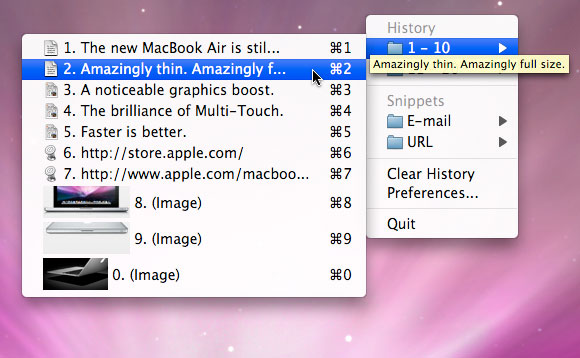 History
1 – 10
Amazingly thin. Amazingly full size.
Snippets
E-mail
URL
Clear History
Preferences...
Quit
1. The new MacBook Air is stil... ⌘1
2. Amazingly thin. Amazingly f... ⌘2
3. A noticeable graphics boost. ⌘3
4. The brilliance of Multi-Touch. ⌘4
5. Faster is better. ⌘5
6. http://store.apple.com/ ⌘6
7. http://www.apple.com/macboo... ⌘7
8. (Image) ⌘8
9. (Image) ⌘9
0. (Image) ⌘0